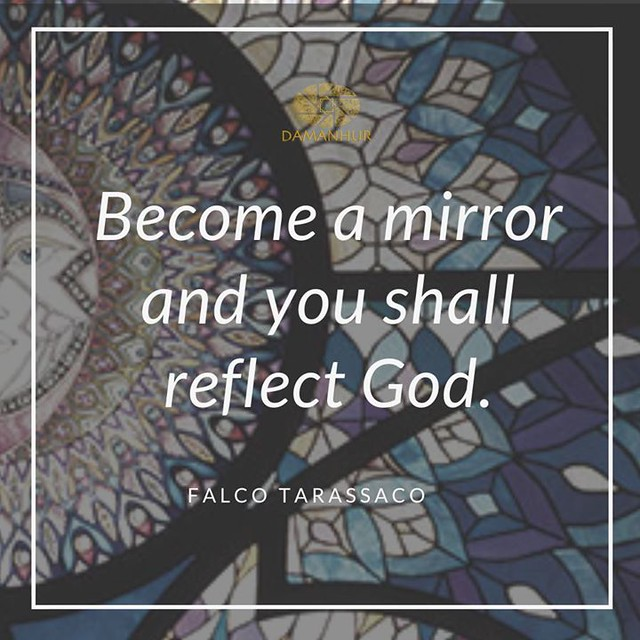 DAMANHUR
Become a mirror
and you shall
reflect God.
FALCO TARASSACO